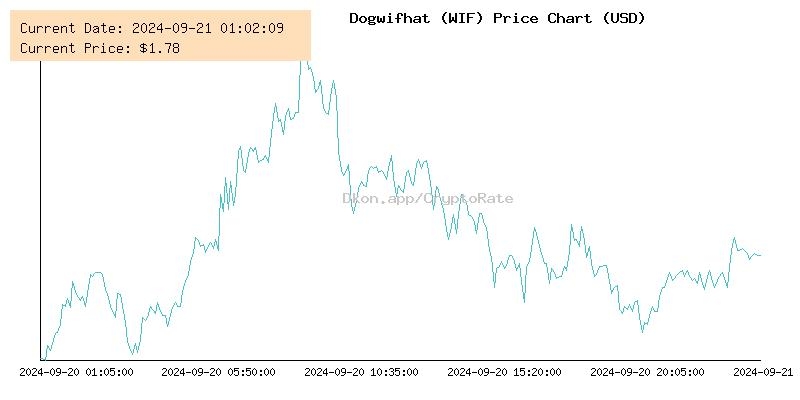 Dogwifhat (WIF) Price Chart (USD)
Current Date: 2024-09-21 01:02:09
Current Price: $1.78
Dkon.app/CryptoRate
2024-09-20 01:05:00
2024-09-20 05:50:00
2024-09-20 10:35:00
2024-09-20 15:20:00
2024-09-20 20:05:00
2024-09-21